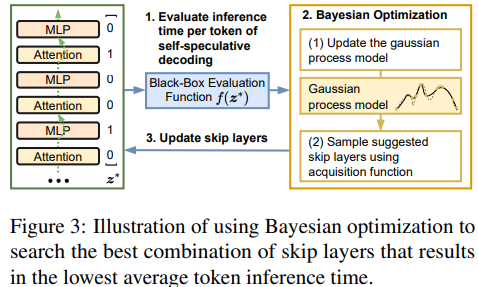 MLP 0
Attention 1
MLP 0
Attention 0
MLP 1
Attention 0
••• z*
1. Evaluate inference
time per token of
self-speculative
decoding
Black-Box Evaluation
Function f(z*)
3. Update skip layers
2. Bayesian Optimization
(1) Update the gaussian
process model
Gaussian
process model
(2) Sample suggested
skip layers using
acquisition function
Figure 3: Illustration of using Bayesian optimization to
search the best combination of skip layers that results
in the lowest average token inference time.